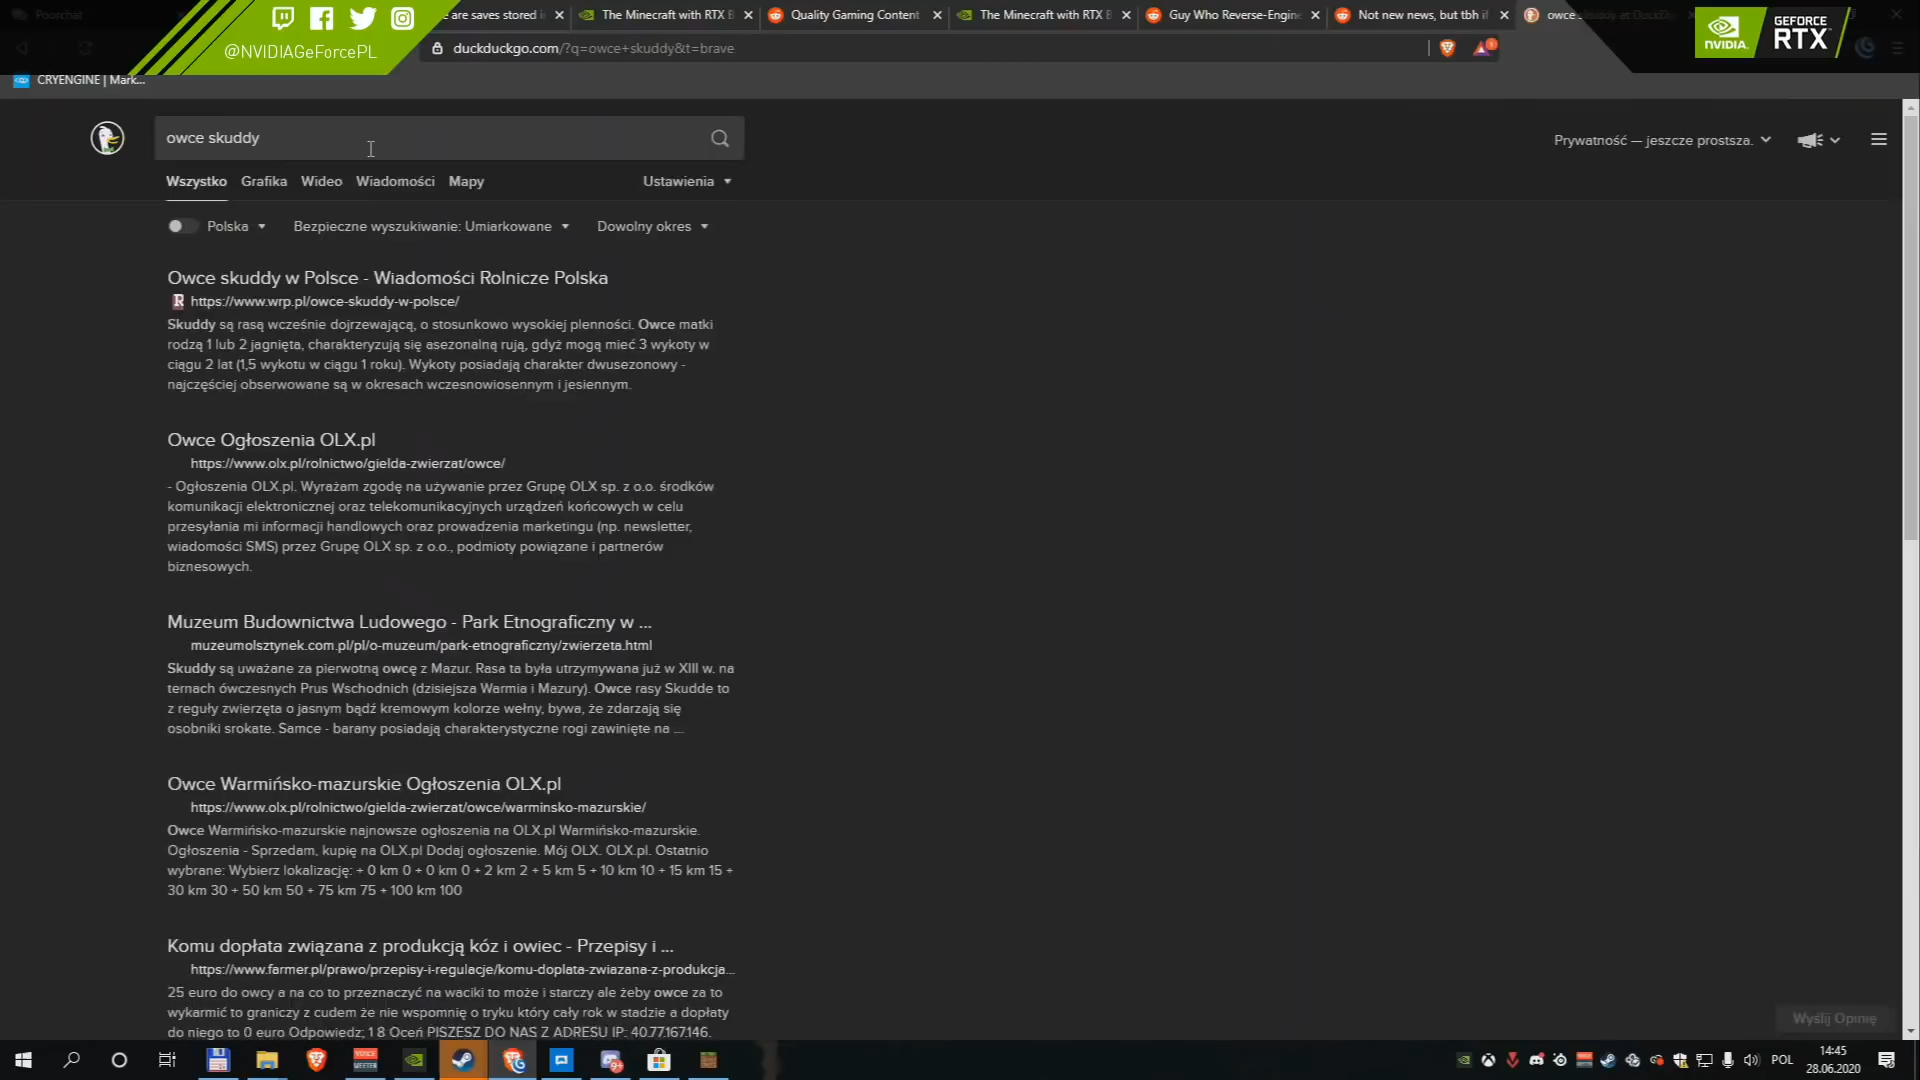 Poorchat
e are saves stored i
The Minecraft with RTX B
Quality Gaming Content
The Minecraft with RTX B
Guy Who Reverse-Engine
Not new news, but tbh if
@NVIDIAGeForcePL
duckduckgo.com/?q=owce+skuddy&t=brave
1
NVIDIA.
GEFORCE
RTX
CRYENGINE | Mark...
owce skuddy
Prywatność — jeszcze prostsza.
Wszystko Grafika Wideo Wiadomości Mapy Ustawienia
Polska Bezpieczne wyszukiwanie: Umiarkowane Dowolny okres
Owce skuddy w Polsce - Wiadomości Rolnicze Polska
R https://www.wrp.pl/owce-skuddy-w-polsce/
Skuddy są rasą wcześnie dojrzewającą, o stosunkowo wysokiej plenności. Owce matki
rodzą 1 lub 2 jagnięta, charakteryzują się asezonalną rują, gdyż mogą mieć 3 wykoty w
ciągu 2 lat (1,5 wykotu w ciągu 1 roku). Wykoty posiadają charakter dwusezonowy -
najczęściej obserwowane są w okresach wczesnowiosennym i jesiennym.
Owce Ogłoszenia OLX.pl
https://www.olx.pl/rolnictwo/gielda-zwierzat/owce/
- Ogłoszenia OLX.pl. Wyrażam zgodę na używanie przez Grupę OLX sp. z o.o. środków
komunikacji elektronicznej oraz telekomunikacyjnych urządzeń końcowych w celu
przesyłania mi informacji handlowych oraz prowadzenia marketingu (np. newsletter,
wiadomości SMS) przez Grupę OLX sp. z o.o., podmioty powiązane i partnerów
biznesowych.
Muzeum Budownictwa Ludowego - Park Etnograficzny w ...
muzeumolsztynek.com.pl/pl/o-muzeum/park-etnograficzny/zwierzeta.html
Skuddy są uważane za pierwotną owcę z Mazur. Rasa ta była utrzymywana już w XIII w. na
ternach ówczesnych Prus Wschodnich (dzisiejsza Warmia i Mazury). Owce rasy Skudde to
z reguły zwierzęta o jasnym bądź kremowym kolorze wełny, bywa, że zdarzają się
osobniki srokate. Samce - barany posiadają charakterystyczne rogi zawinięte na ...
Owce Warmińsko-mazurskie Ogłoszenia OLX.pl
https://www.olx.pl/rolnictwo/gielda-zwierzat/owce/warminsko-mazurskie/
Owce Warmińsko-mazurskie najnowsze ogłoszenia na OLX.pl Warmińsko-mazurskie.
Ogłoszenia - Sprzedam, kupię na OLX.pl Dodaj ogłoszenie. Mój OLX. OLX.pl. Ostatnio
wybrane: Wybierz lokalizację: + 0 km 0 + 0 km 0 + 2 km 2 + 5 km 5 + 10 km 10 + 15 km 15 +
30 km 30 + 50 km 50 + 75 km 75 + 100 km 100
Komu dopłata związana z produkcją kóz i owiec - Przepisy i ...
https://www.farmer.pl/prawo/przepisy-i-regulacje/komu-doplata-zwiazana-z-produkcja...
25 euro do owcy a na co to przeznaczyć na waciki to może i starczy ale żeby owce za to
wykarmić to graniczy z cudem że nie wspomnię o tryku który cały rok w stadzie a dopłaty
do niego to 0 euro Odpowiedz; 1 8 Oceń PISZESZ DO NAS Z ADRESU IP: 40.77.167.146.
Wyślij Opinię
POL
14:45
28.06.2020